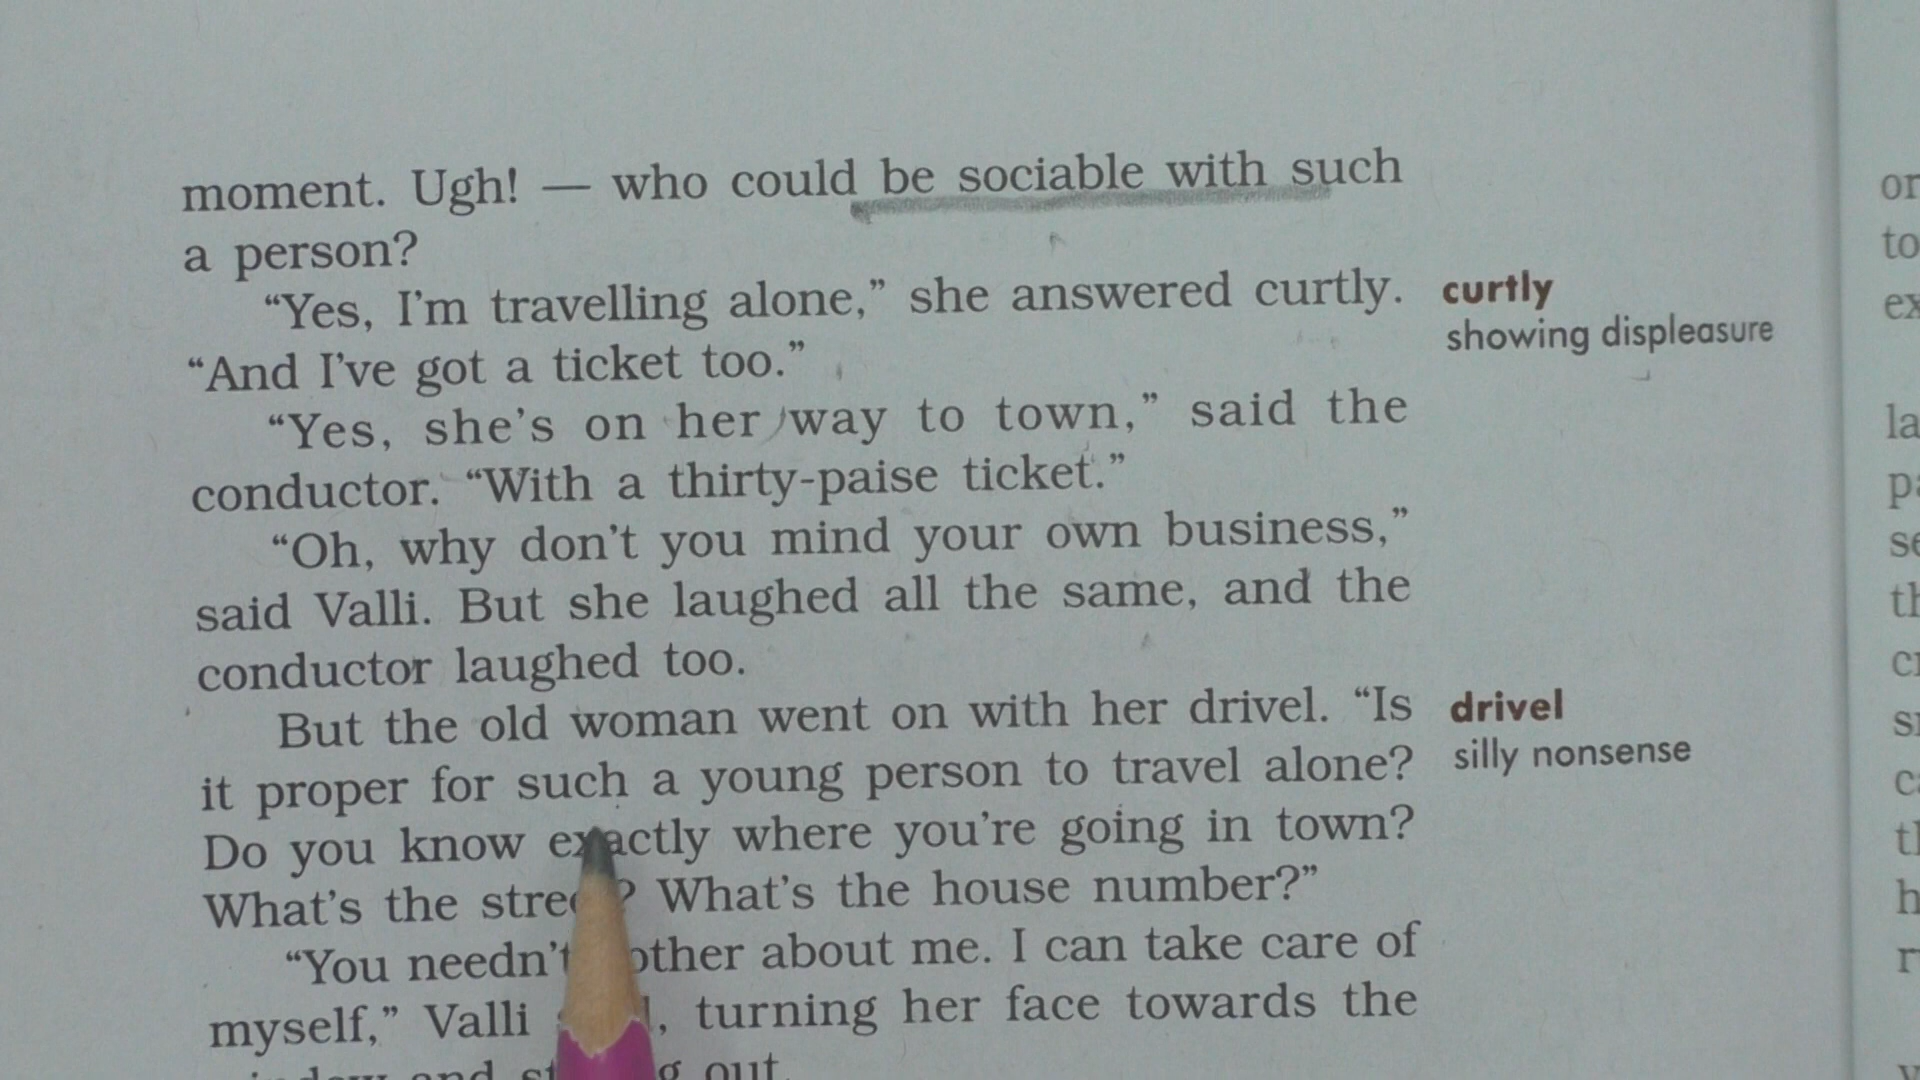 moment. Ugh! — who could be sociable with such
a person?
“Yes, I'm travelling alone,” she answered curtly.
“And I've got a ticket too.”
“Yes, she's on her way to town,” said the
conductor. “With a thirty-paise ticket.”
“Oh, why don't you mind your own business,”
said Valli. But she laughed all the same, and the
conductor laughed too.
But the old woman went on with her drivel. “Is
it proper for such a young person to travel alone?
Do you know exactly where you're going in town?
What's the street? What's the house number?”
“You needn't about me. I can take care of
myself,” Valli turning her face towards the
and out.
curtly
showing displeasure
drivel
silly nonsense
or
to